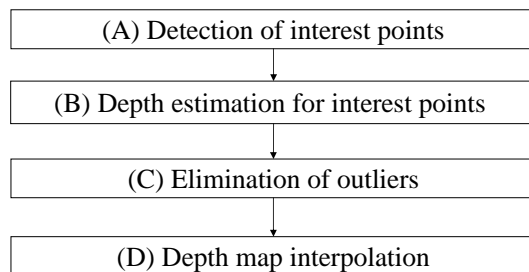 (A) Detection of interest points
(B) Depth estimation for interest points
(C) Elimination of outliers
(D) Depth map interpolation